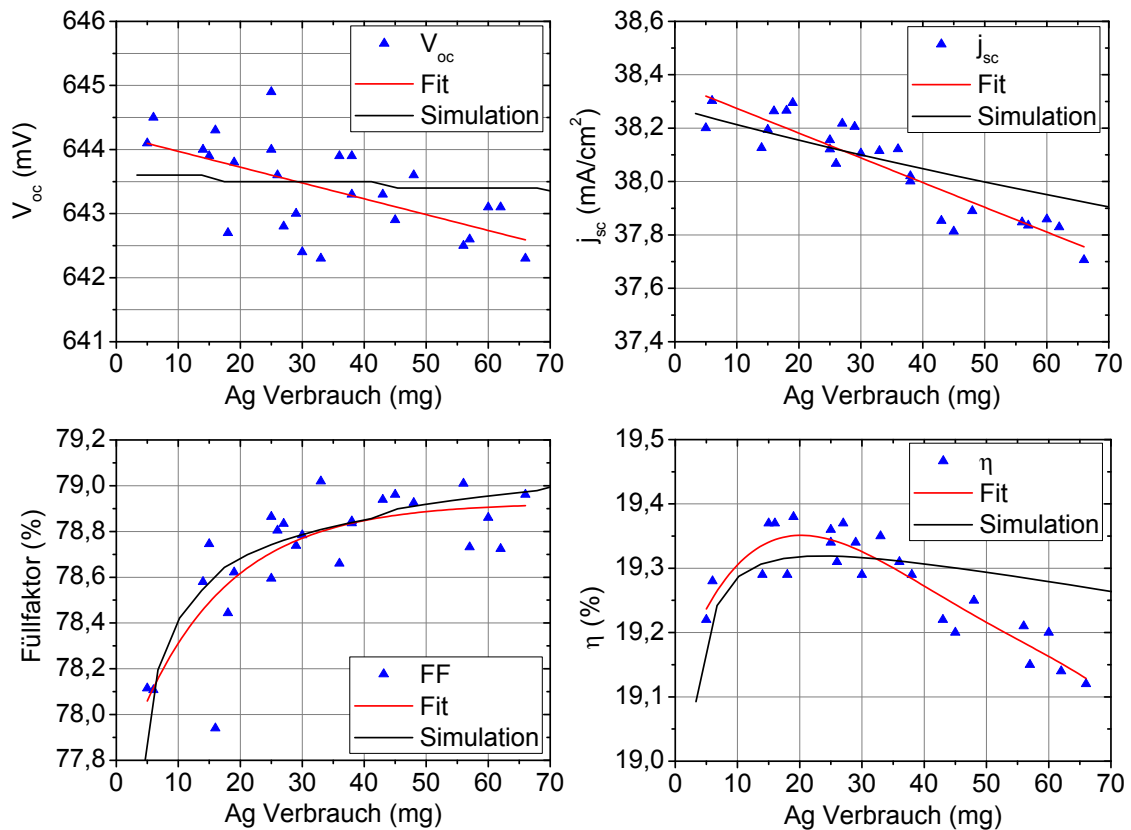 646
645
644
643
642
641
V_oc (mV)
V_oc
Fit
Simulation
0 10 20 30 40 50 60 70
Ag Verbrauch (mg)
38,6
38,4
38,2
38,0
37,8
37,6
37,4
j_sc (mA/cm²)
j_sc
Fit
Simulation
0 10 20 30 40 50 60 70
Ag Verbrauch (mg)
79,2
79,0
78,8
78,6
78,4
78,2
78,0
77,8
Füllfaktor (%)
FF
Fit
Simulation
0 10 20 30 40 50 60 70
Ag Verbrauch (mg)
19,5
19,4
19,3
19,2
19,1
19,0
η (%)
η
Fit
Simulation
0 10 20 30 40 50 60 70
Ag Verbrauch (mg)